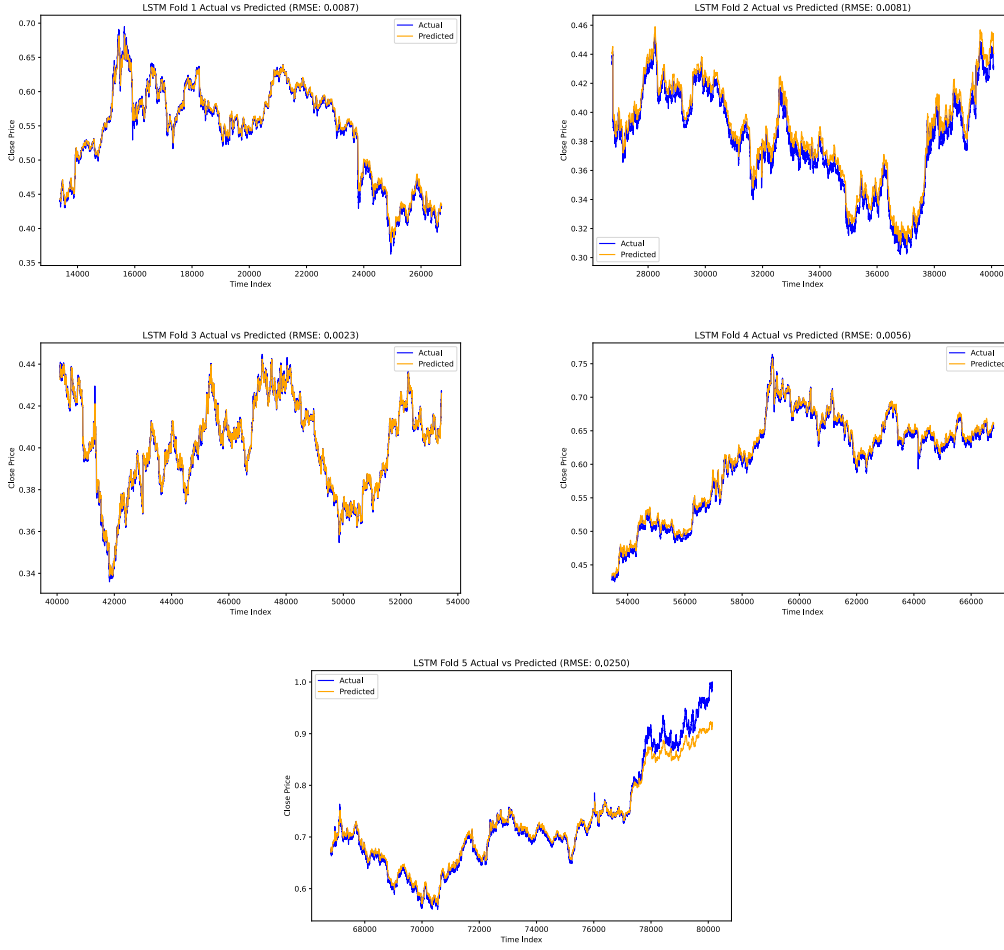 LSTM Fold 1 Actual vs Predicted (RMSE: 0.0087)
0.70
0.65
0.60
0.55
0.50
0.45
0.40
0.35
Close Price
Actual
Predicted
14000 16000 18000 20000 22000 24000 26000
Time Index
LSTM Fold 2 Actual vs Predicted (RMSE: 0.0081)
0.46
0.44
0.42
0.40
0.38
0.36
0.34
0.32
0.30
Close Price
Actual
Predicted
28000 30000 32000 34000 36000 38000 40000
Time Index
LSTM Fold 3 Actual vs Predicted (RMSE: 0.0023)
0.44
0.42
0.40
0.38
0.36
0.34
Close Price
Actual
Predicted
40000 42000 44000 46000 48000 50000 52000 54000
Time Index
LSTM Fold 4 Actual vs Predicted (RMSE: 0.0056)
0.75
0.70
0.65
0.60
0.55
0.50
0.45
Close Price
Actual
Predicted
54000 56000 58000 60000 62000 64000 66000
Time Index
LSTM Fold 5 Actual vs Predicted (RMSE: 0,0250)
1.0
0.9
0.8
0.7
0.6
Close Price
Actual
Predicted
68000 70000 72000 74000 76000 78000 80000
Time Index